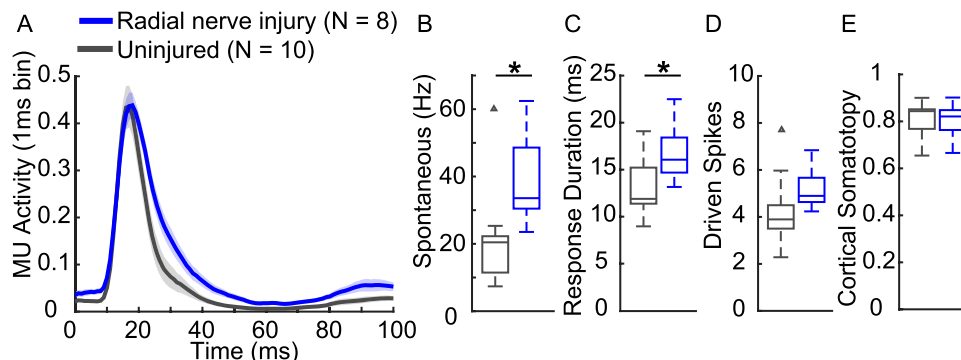 A
Radial nerve injury (N = 8)
Uninjured (N = 10)
MU Activity (1ms bin)
0.5
0.4
0.3
0.2
0.1
0
0 20 40 60 80 100
Time (ms)
B
*
Spontaneous (Hz)
60
40
20
0
C
*
Response Duration (ms)
25
20
15
10
5
0
D
Driven Spikes
10
8
6
4
2
0
E
Cortical Somatotopy
1
0.8
0.6
0.4
0.2
0